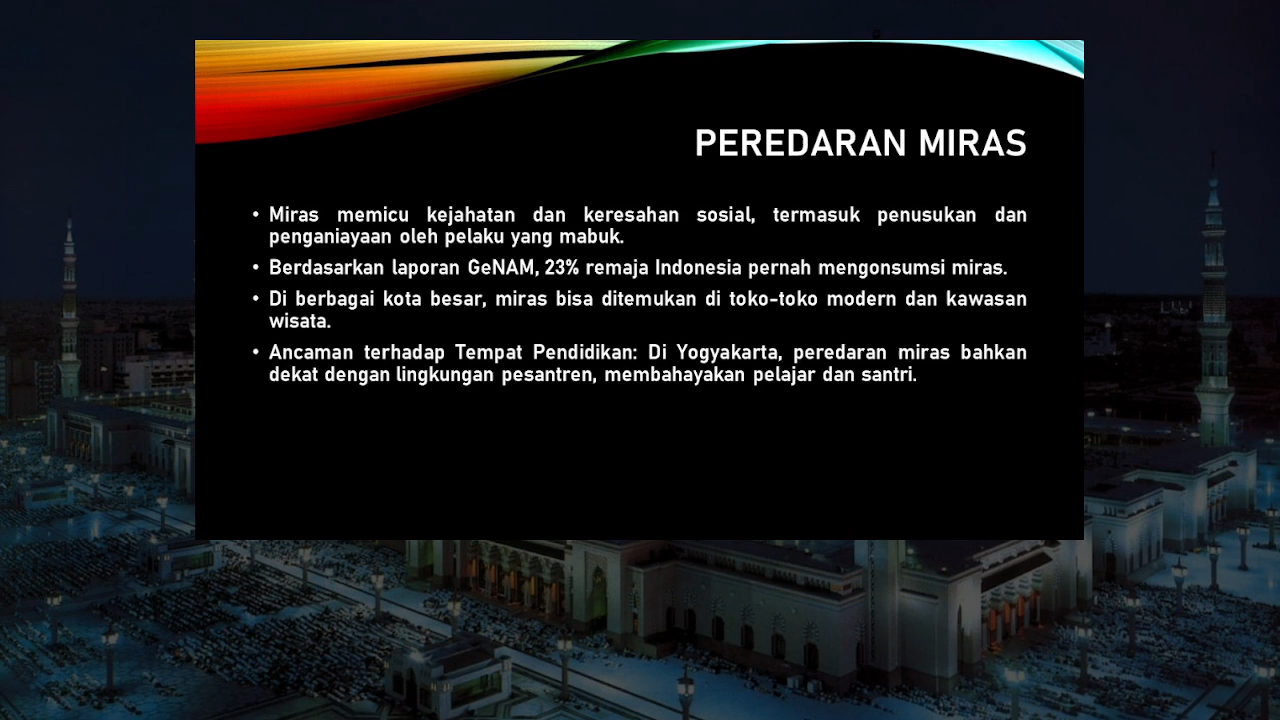 PEREDARAN MIRAS
• Miras memicu kejahatan dan keresahan sosial, termasuk penusukan dan
penganiayaan oleh pelaku yang mabuk.
• Berdasarkan laporan GeNAM, 23% remaja Indonesia pernah mengonsumsi miras.
• Di berbagai kota besar, miras bisa ditemukan di toko-toko modern dan kawasan
wisata.
• Ancaman terhadap Tempat Pendidikan: Di Yogyakarta, peredaran miras bahkan
dekat dengan lingkungan pesantren, membahayakan pelajar dan santri.